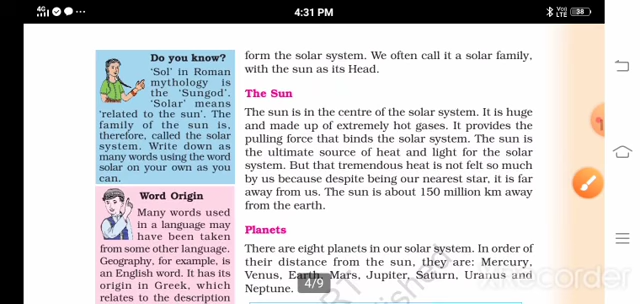 4G
4:31 PM
VoD
LTE
38
Do you know?
‘Sol’ in Roman
mythology is
the ‘Sungod’.
‘Solar’ means
‘related to the sun’. The
family of the sun is,
therefore, called the solar
system. Write down as
many words using the word
solar on your own as you
can.
Word Origin
Many words used
in a language may
have been taken
from some other language.
Geography, for example, is
an English word. It has its
origin in Greek, which
relates to the description
form the solar system. We often call it a solar family,
with the sun as its Head.
The Sun
The sun is in the centre of the solar system. It is huge
and made up of extremely hot gases. It provides the
pulling force that binds the solar system. The sun is
the ultimate source of heat and light for the solar
system. But that tremendous heat is not felt so much
by us because despite being our nearest star, it is far
away from us. The sun is about 150 million km away
from the earth.
Planets
There are eight planets in our solar system. In order of
their distance from the sun, they are: Mercury,
Venus, Earth, Mars, Jupiter, Saturn, Uranus and
Neptune.
4/9